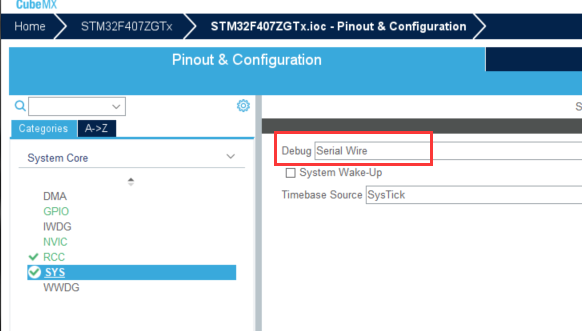 CubeMX
Home STM32F407ZGTx STM32F407ZGTx.ioc - Pinout & Configuration
Pinout & Configuration
Categories A->Z
System Core
DMA
GPIO
IWDG
NVIC
RCC
SYS
WWDG
S
Debug Serial Wire
System Wake-Up
Timebase Source SysTick